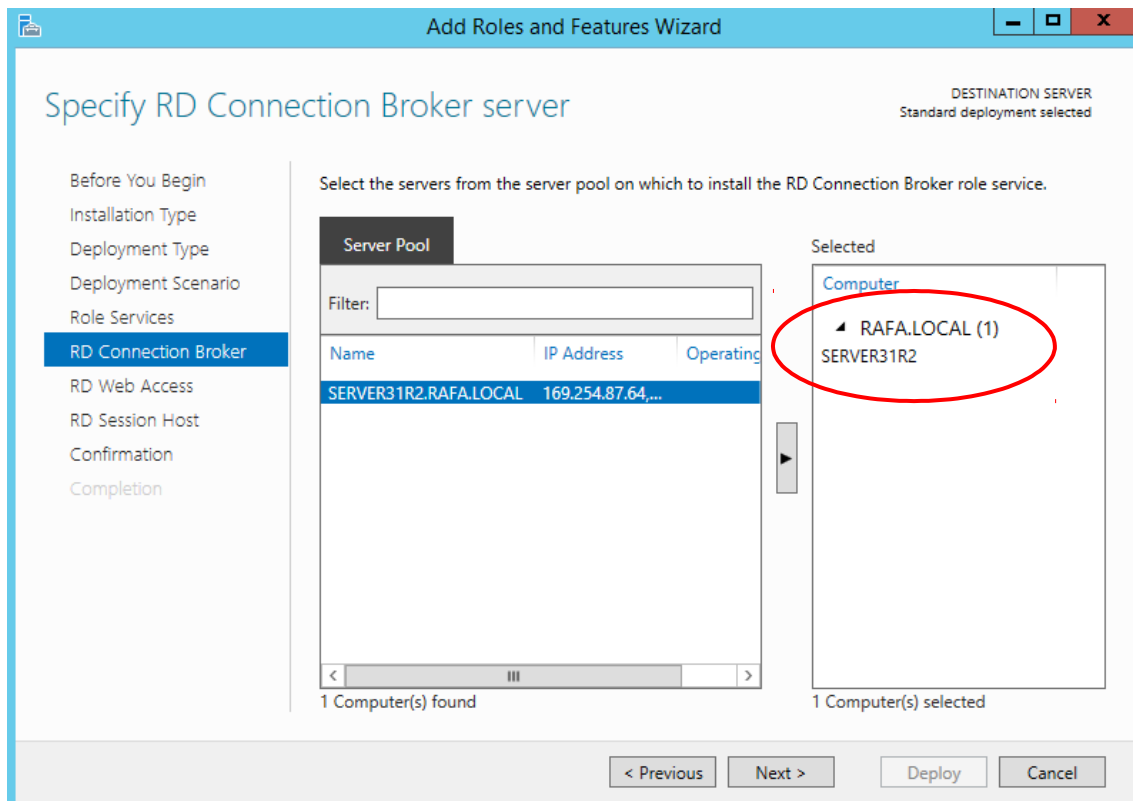 Add Roles and Features Wizard
Specify RD Connection Broker server
DESTINATION SERVER
Standard deployment selected
Before You Begin
Installation Type
Deployment Type
Deployment Scenario
Role Services
RD Connection Broker
RD Web Access
RD Session Host
Confirmation
Completion
Select the servers from the server pool on which to install the RD Connection Broker role service.
Server Pool
Filter:
Name IP Address Operating
SERVER31R2.RAFA.LOCAL 169.254.87.64,...
1 Computer(s) found
Selected
Computer
RAFA.LOCAL (1)
SERVER31R2
1 Computer(s) selected
< Previous Next > Deploy Cancel